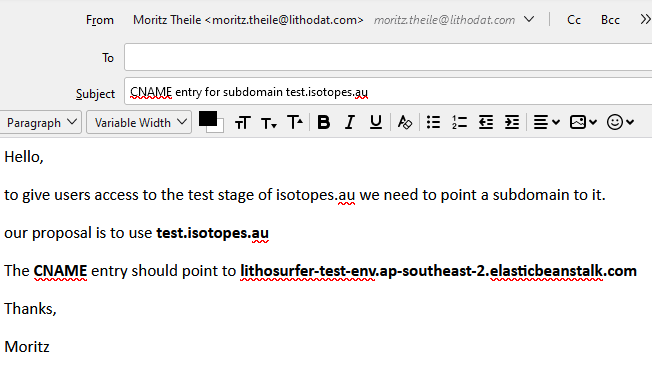 From Moritz Theile <moritz.theile@lithodat.com> moritz.theile@lithodat.com Cc Bcc »
To
Subject CNAME entry for subdomain test.isotopes.au
Paragraph Variable Width
Hello,
to give users access to the test stage of isotopes.au we need to point a subdomain to it.
our proposal is to use test.isotopes.au
The CNAME entry should point to lithosurfer-test-env.ap-southeast-2.elasticbeanstalk.com
Thanks,
Moritz